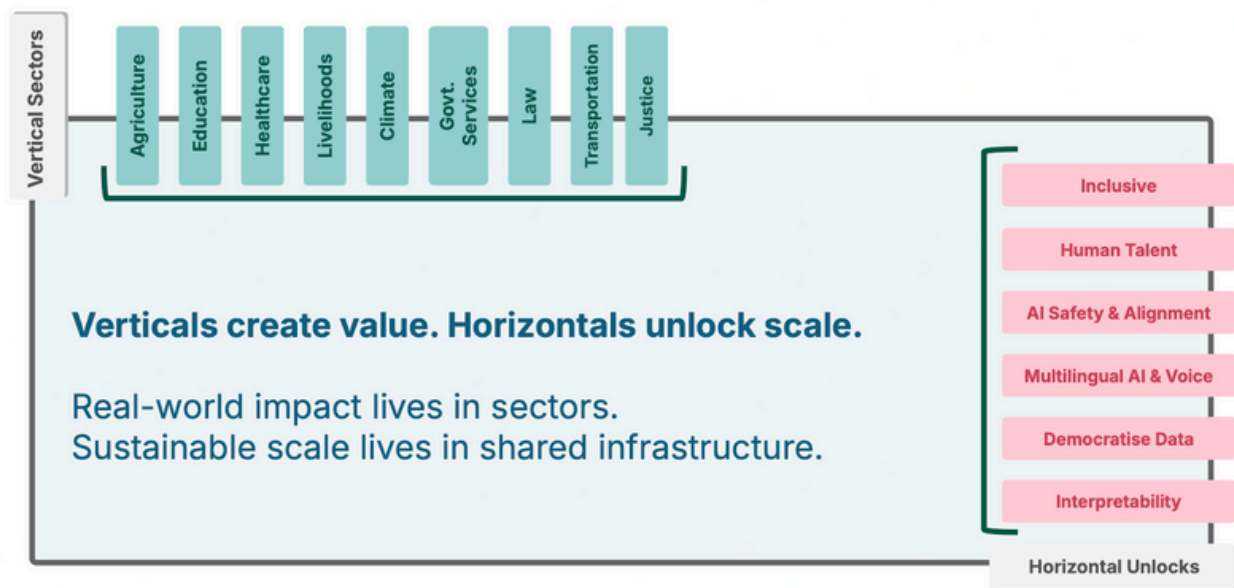 Vertical Sectors
Agriculture
Education
Healthcare
Livelihoods
Climate
Govt.
Services
Law
Transportation
Justice
Inclusive
Human Talent
AI Safety & Alignment
Multilingual AI & Voice
Democratise Data
Interpretability
Verticals create value. Horizontals unlock scale.
Real-world impact lives in sectors.
Sustainable scale lives in shared infrastructure.
Horizontal Unlocks